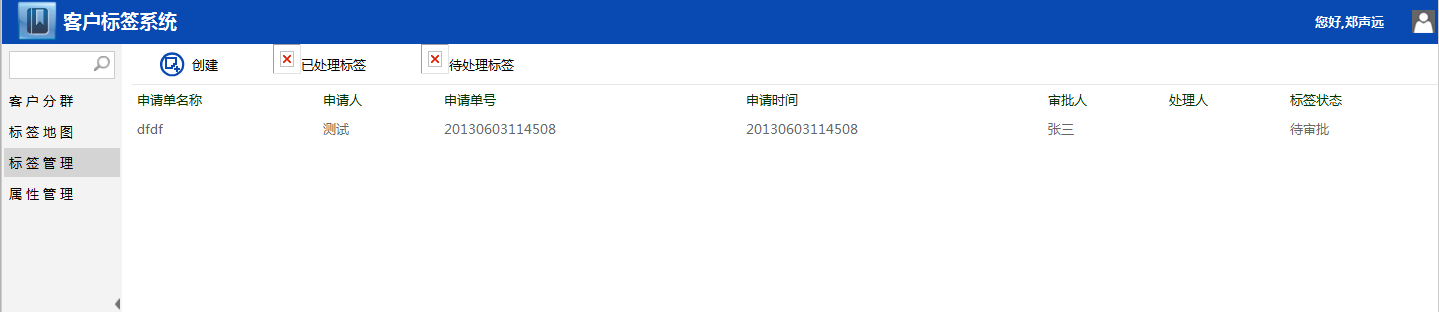 客户标签系统 您好,郑声远
创建 已处理标签 待处理标签
客户分群
标签地图
标签管理
属性管理
申请单名称 申请人 申请单号 申请时间 审批人 处理人 标签状态
dfdf 测试 20130603114508 20130603114508 张三 待审批